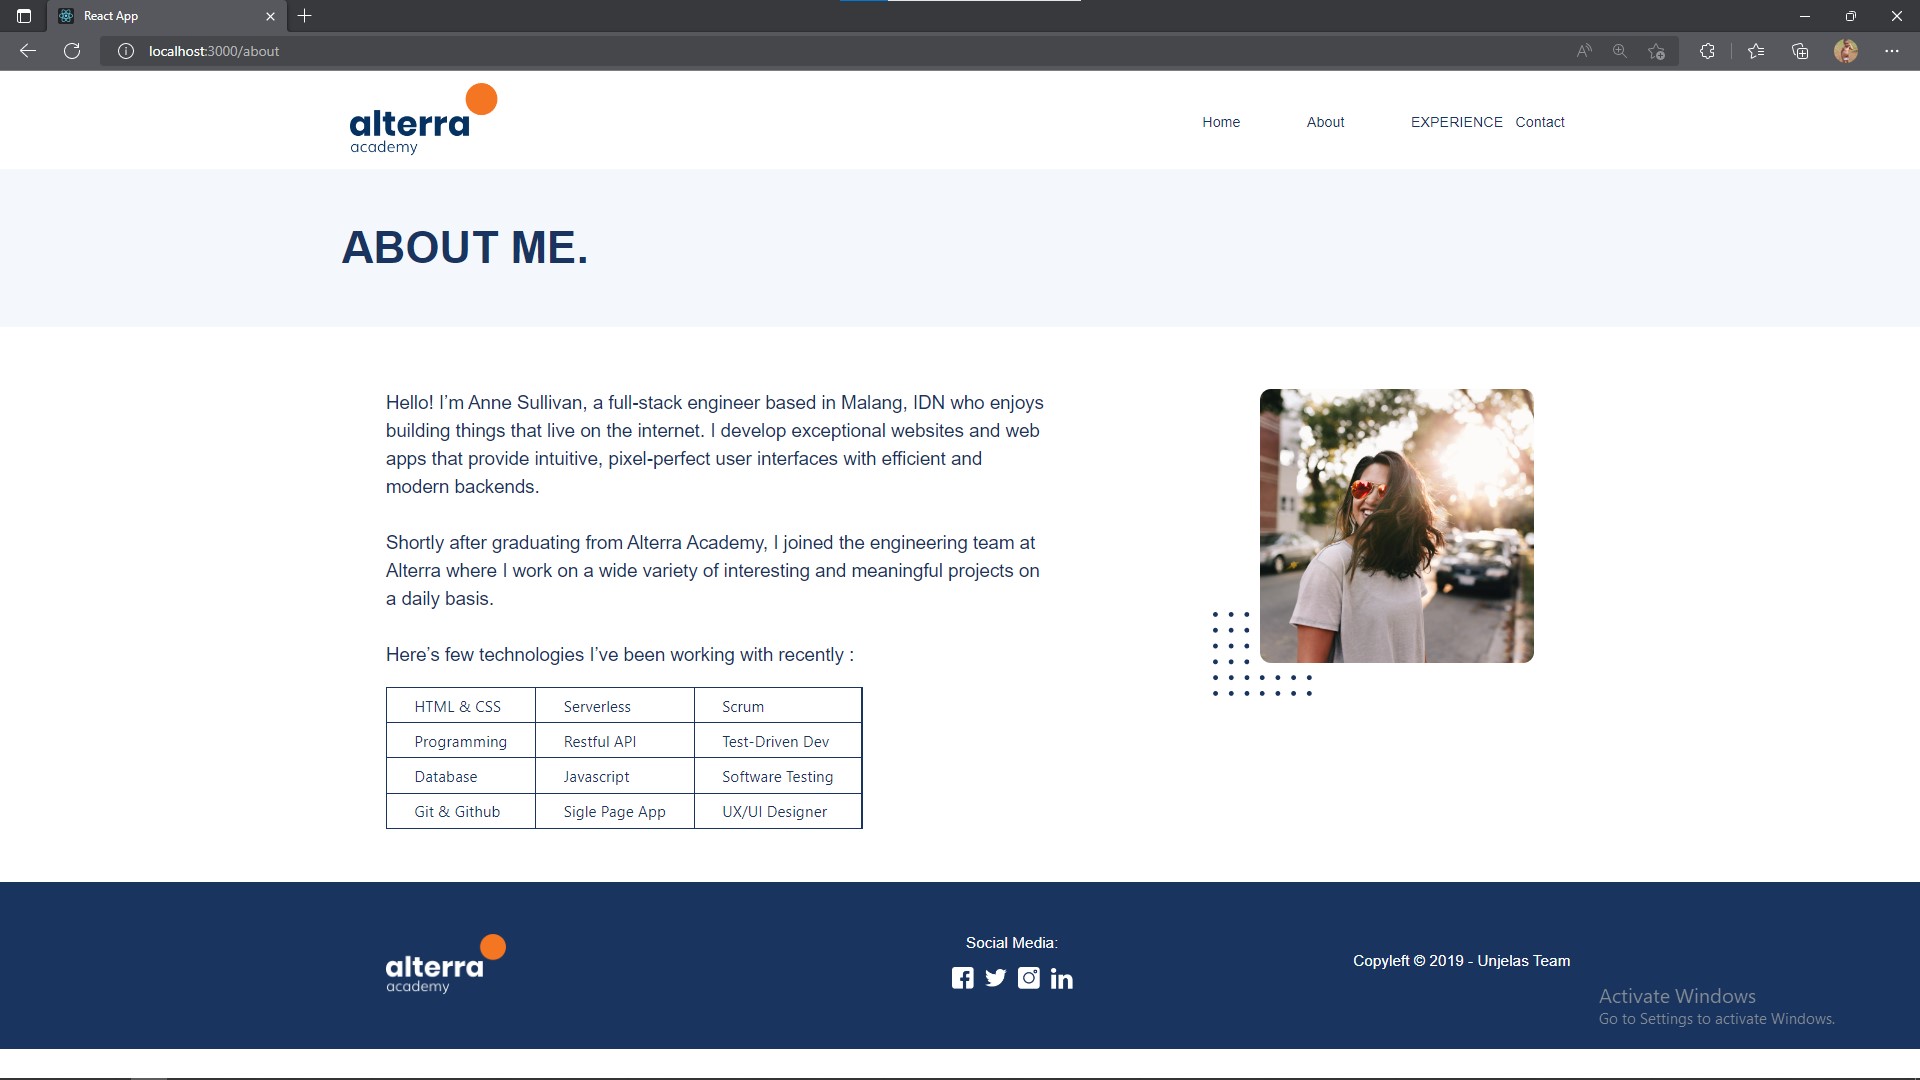 React App
localhost:3000/about
alterra
academy
Home About EXPERIENCE Contact
ABOUT ME.
Hello! I’m Anne Sullivan, a full-stack engineer based in Malang, IDN who enjoys
building things that live on the internet. I develop exceptional websites and web
apps that provide intuitive, pixel-perfect user interfaces with efficient and
modern backends.
Shortly after graduating from Alterra Academy, I joined the engineering team at
Alterra where I work on a wide variety of interesting and meaningful projects on
a daily basis.
Here’s few technologies I’ve been working with recently :
HTML & CSS Serverless Scrum
Programming Restful API Test-Driven Dev
Database Javascript Software Testing
Git & Github Sigle Page App UX/UI Designer
alterra
academy
Social Media:
Copyleft © 2019 - Unjelas Team
Activate Windows
Go to Settings to activate Windows.